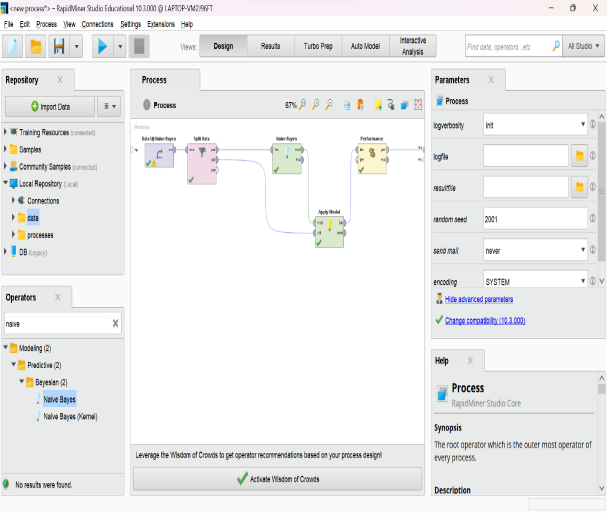 <new process*> – RapidMiner Studio Educational 10.3.000 @ LAPTOP-VM2I96FT
File Edit Process View Connections Settings Extensions Help
Views: Design Results Turbo Prep Auto Model Interactive Analysis
Find data, operators...etc
All Studio
Repository
Import Data
Training Resources (connected)
Samples
Community Samples (connected)
Local Repository (Local)
Connections
data
processes
DB (Legacy)
Operators
naive
Modeling (2)
Predictive (2)
Bayesian (2)
Naive Bayes
Naive Bayes (Kernel)
No results were found.
Process
Process
67%
Process
Split Data
Naive Bayes
Performance
Apply Model
Leverage the Wisdom of Crowds to get operator recommendations based on your process design!
Activate Wisdom of Crowds
Parameters
Process
logverbosity
init
logfile
resultfile
random seed
2001
send mail
never
encoding
SYSTEM
Hide advanced parameters
Change compatibility (10.3.000)
Help
Process
RapidMiner Studio Core
Synopsis
The root operator which is the outer most operator of
every process.
Description